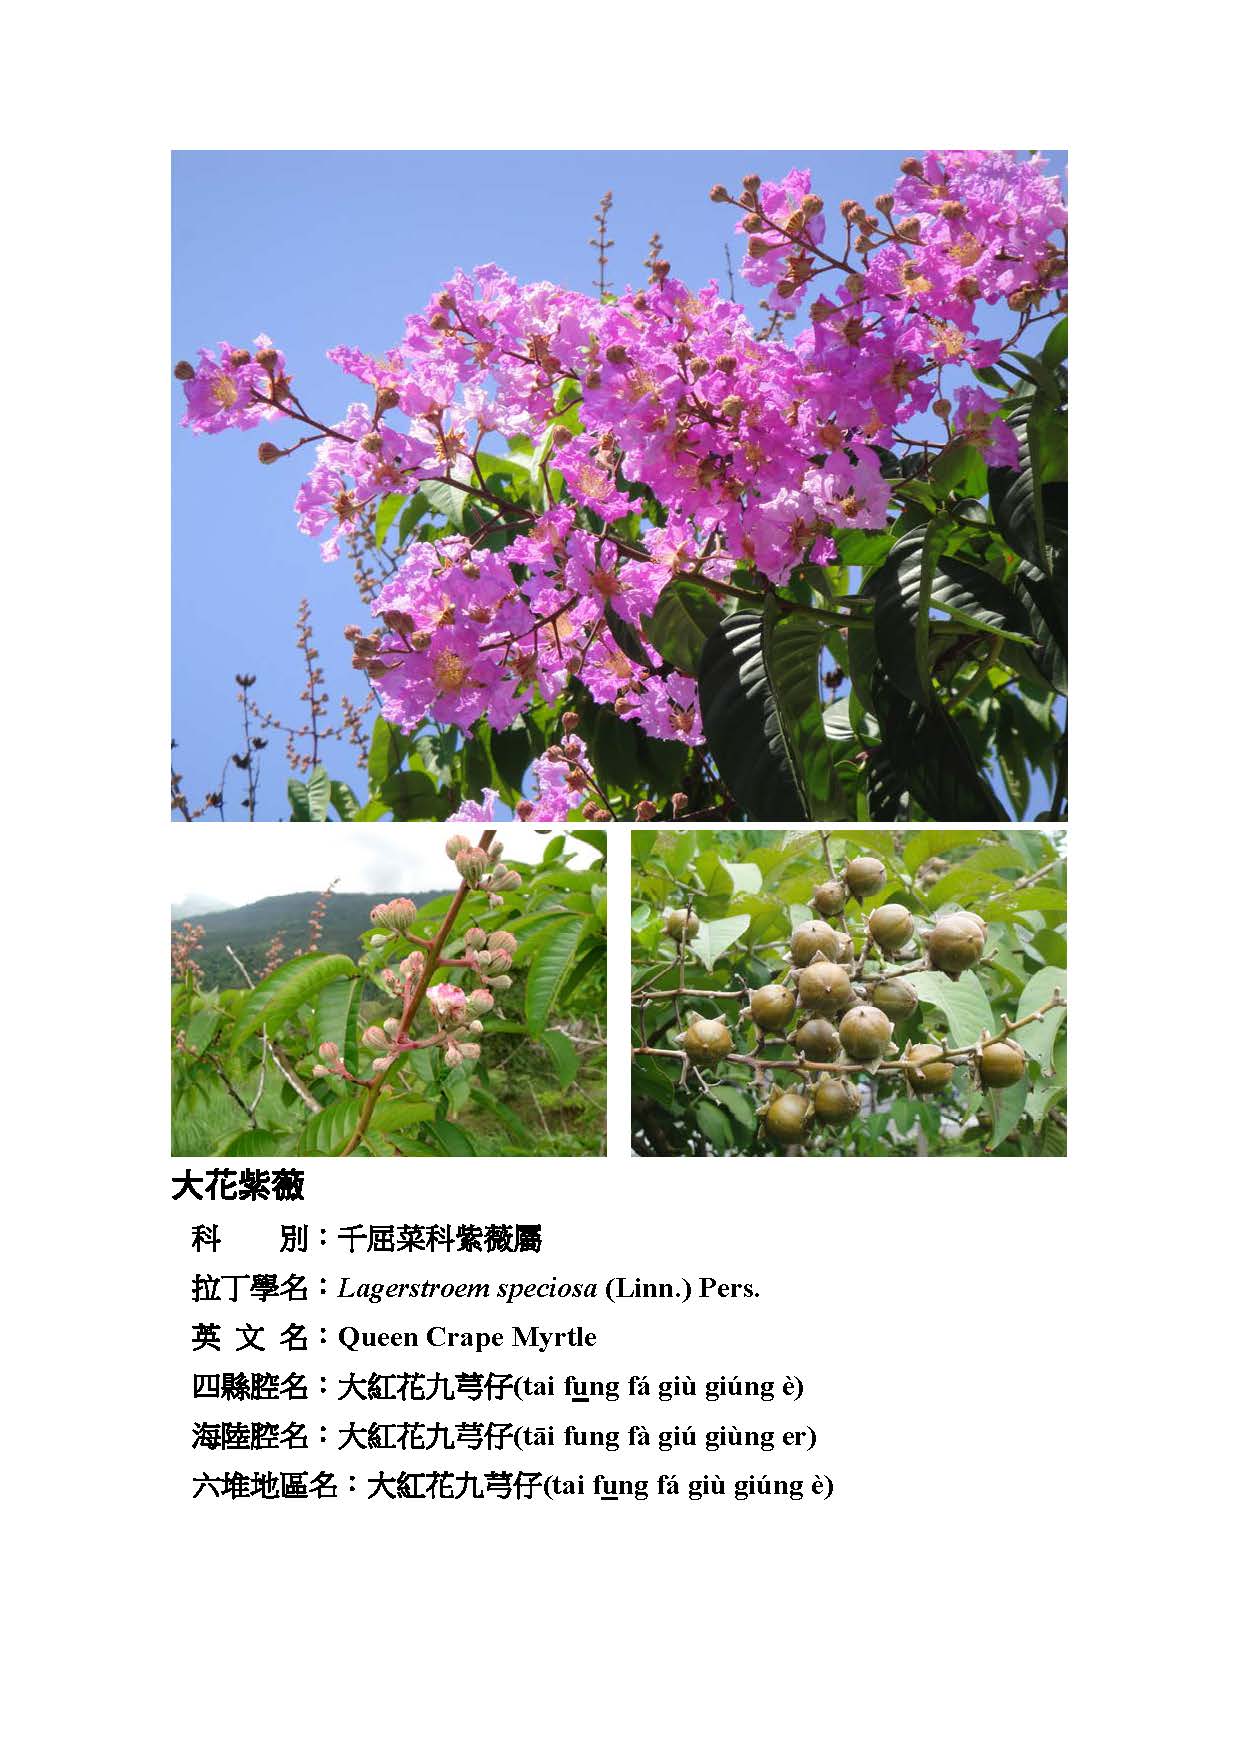 大花紫薇
科　　別：千屈菜科紫薇屬
拉丁學名：Lagerstroem speciosa (Linn.) Pers.
英 文 名：Queen Crape Myrtle
四縣腔名：大紅花九芎仔(tai fung fá giù giúng è)
海陸腔名：大紅花九芎仔(tāi fung fà giú giùng er)
六堆地區名：大紅花九芎仔(tai fung fá giù giúng è)